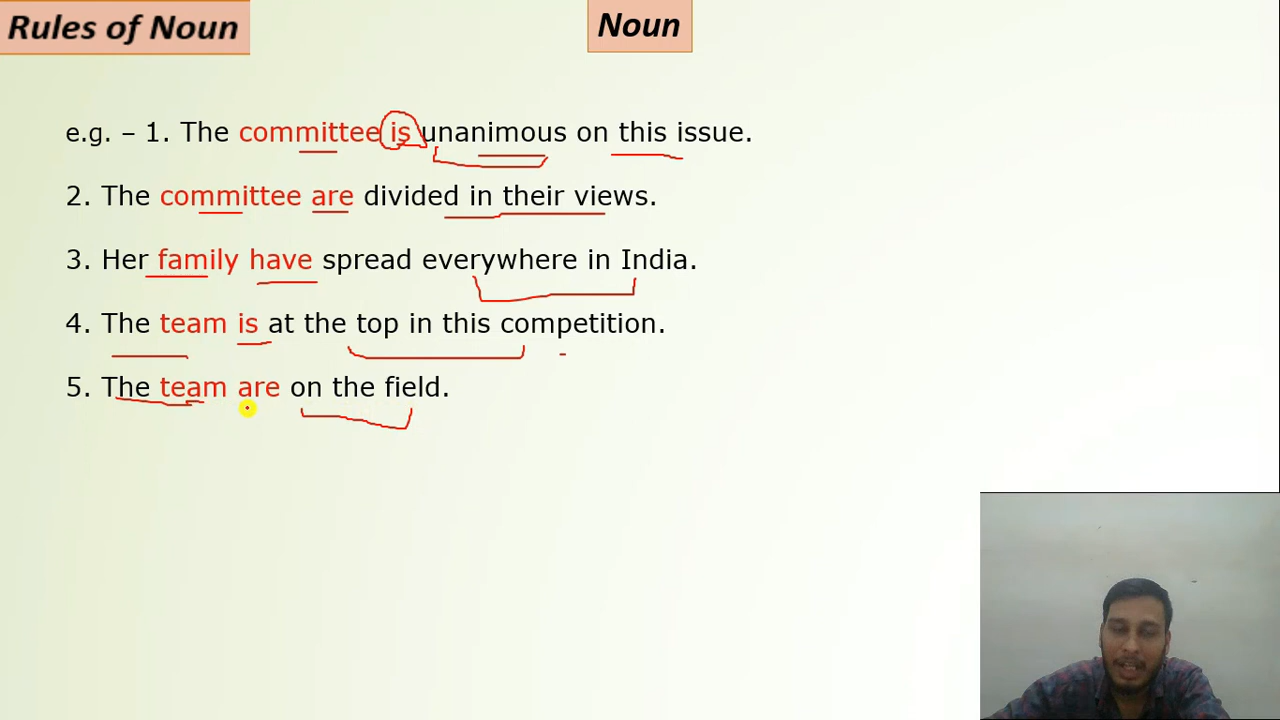 Rules of Noun
Noun
e.g. – 1. The committee is unanimous on this issue.
2. The committee are divided in their views.
3. Her family have spread everywhere in India.
4. The team is at the top in this competition.
5. The team are on the field.